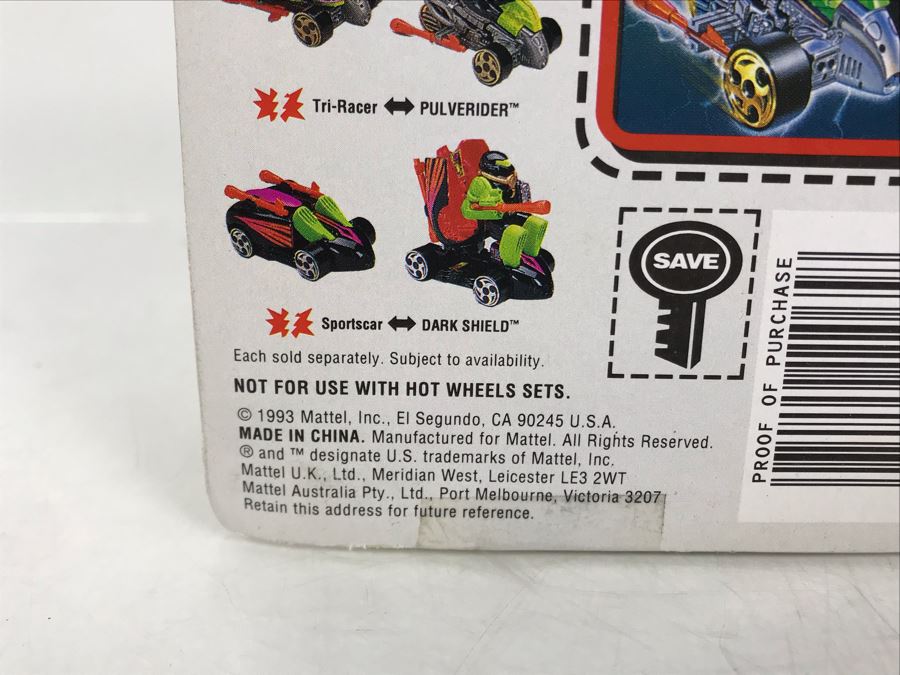 Tri-Racer ↔ PULVERIDER™
Sportscar ↔ DARK SHIELD™
SAVE
PROOF OF PURCHASE
Each sold separately. Subject to availability.
NOT FOR USE WITH HOT WHEELS SETS.
© 1993 Mattel, Inc., El Segundo, CA 90245 U.S.A.
MADE IN CHINA. Manufactured for Mattel. All Rights Reserved.
® and ™ designate U.S. trademarks of Mattel, Inc.
Mattel U.K., Ltd., Meridian West, Leicester LE3 2WT
Mattel Australia Pty., Ltd., Port Melbourne, Victoria 3207
Retain this address for future reference.